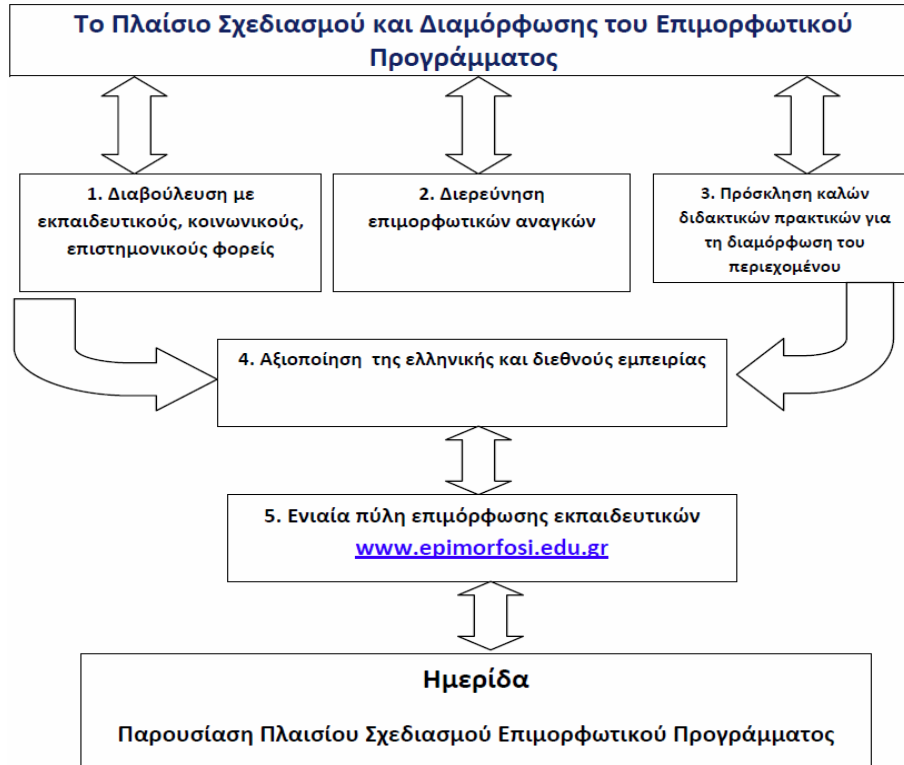 Το Πλαίσιο Σχεδιασμού και Διαμόρφωσης του Επιμορφωτικού
Προγράμματος
1. Διαβούλευση με
εκπαιδευτικούς, κοινωνικούς,
επιστημονικούς φορείς
2. Διερεύνηση
επιμορφωτικών αναγκών
3. Πρόσκληση καλών
διδακτικών πρακτικών για
τη διαμόρφωση του
περιεχομένου
4. Αξιοποίηση της ελληνικής και διεθνούς εμπειρίας
5. Ενιαία πύλη επιμόρφωσης εκπαιδευτικών
www.epimorfosi.edu.gr
Ημερίδα
Παρουσίαση Πλαισίου Σχεδιασμού Επιμορφωτικού Προγράμματος